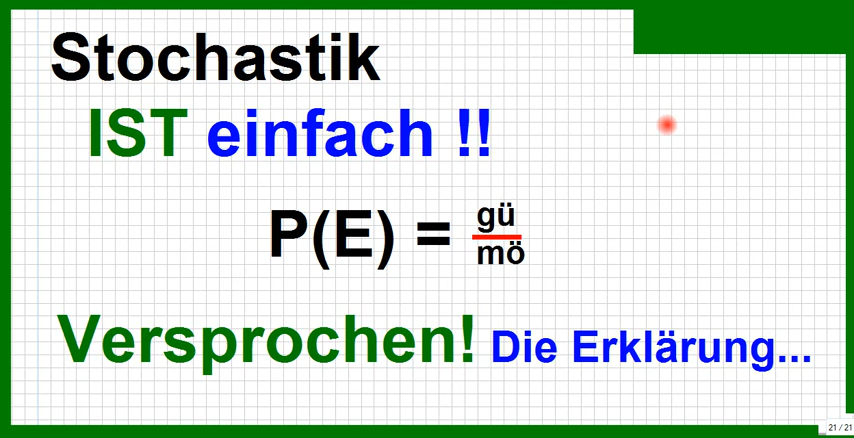 Stochastik
IST einfach !!
P(E) = gü
mö
Versprochen! Die Erklärung...
21 / 21